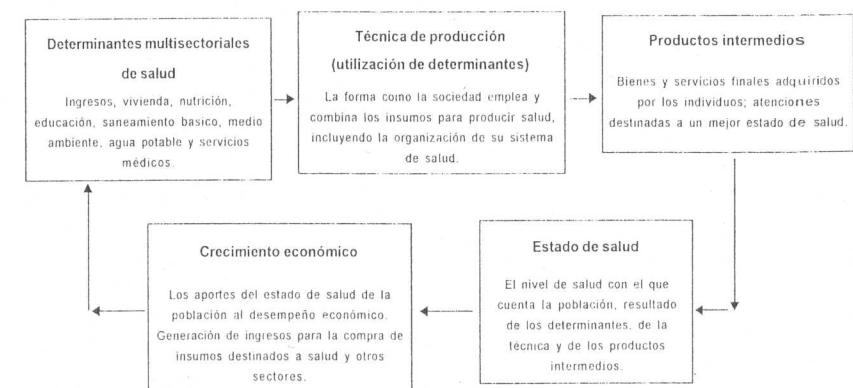 Determinantes multisectoriales
de salud
Ingresos, vivienda, nutrición,
educación, saneamiento basico, medio
ambiente, agua potable y servicios
médicos.
Técnica de producción
(utilización de determinantes)
La forma como la sociedad emplea y
combina los insumos para producir salud,
incluyendo la organización de su sistema
de salud.
Productos intermedios
Bienes y servicios finales adquiridos
por los individuos; atenciones
destinadas a un mejor estado de salud.
Crecimiento económico
Los aportes del estado de salud de la
población al desempeño económico.
Generación de ingresos para la compra de
insumos destinados a salud y otros
sectores.
Estado de salud
El nivel de salud con el que
cuenta la población, resultado
de los determinantes, de la
técnica y de los productos
intermedios.